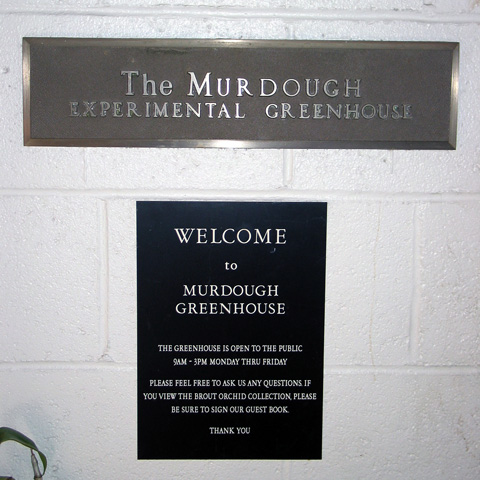 The MURDOUGH
EXPERIMENTAL GREENHOUSE
WELCOME
to
MURDOUGH
GREENHOUSE
THE GREENHOUSE IS OPEN TO THE PUBLIC
9AM - 3PM MONDAY THRU FRIDAY
PLEASE FEEL FREE TO ASK US ANY QUESTIONS. IF
YOU VIEW THE BROUT ORCHID COLLECTION, PLEASE
BE SURE TO SIGN OUR GUEST BOOK.
THANK YOU